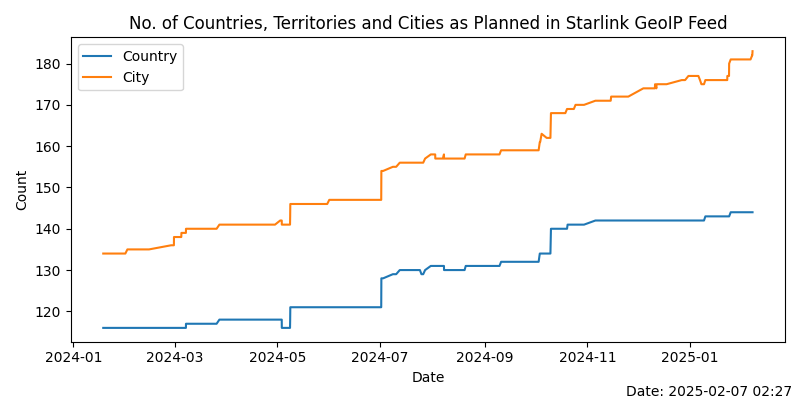 No. of Countries, Territories and Cities as Planned in Starlink GeoIP Feed
Country
City
180
170
160
150
140
130
120
Count
2024-01 2024-03 2024-05 2024-07 2024-09 2024-11 2025-01
Date
Date: 2025-02-07 02:27